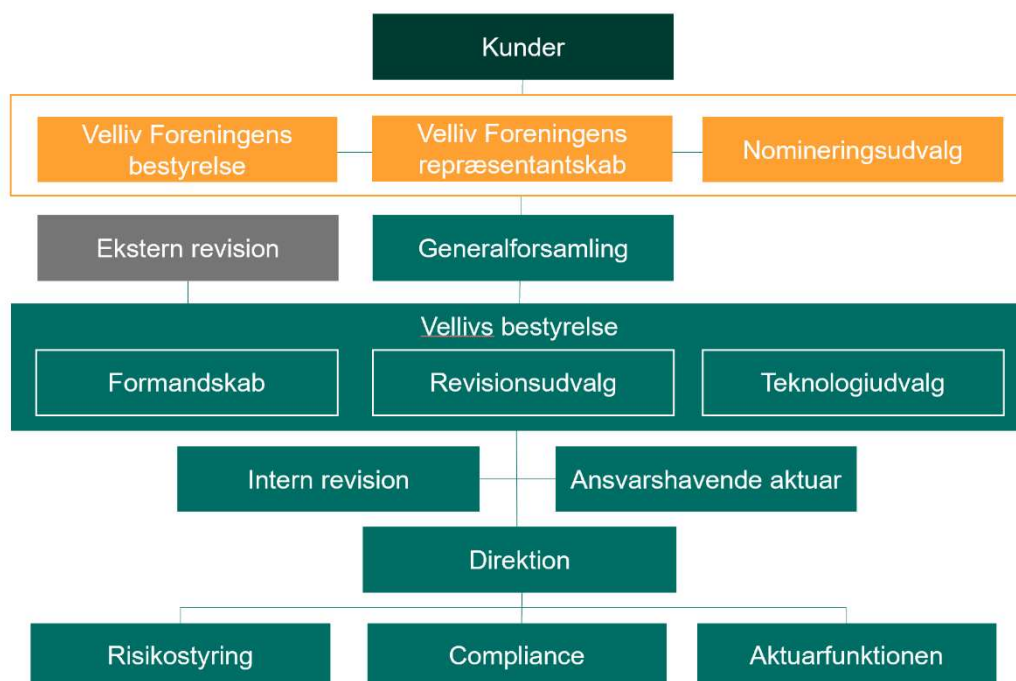 Kunder
Velliv Foreningens
bestyrelse
Velliv Foreningens
repræsentantskab
Nomineringsudvalg
Ekstern revision
Generalforsamling
Vellivs bestyrelse
Formandskab
Revisionsudvalg
Teknologiudvalg
Intern revision
Ansvarshavende aktuar
Direktion
Risikostyring
Compliance
Aktuarfunktionen